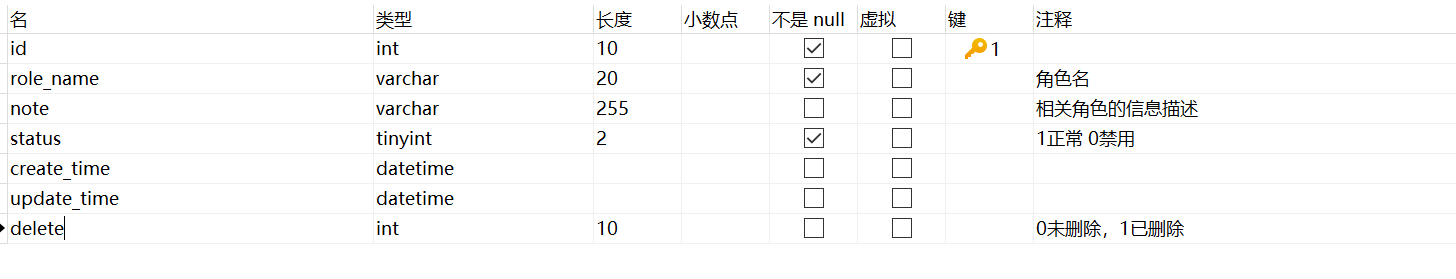 名 类型 长度 小数点 不是 null 虚拟 键 注释
id int 10 1
role_name varchar 20 角色名
note varchar 255 相关角色的信息描述
status tinyint 2 1正常 0禁用
create_time datetime
update_time datetime
delete int 10 0未删除，1已删除